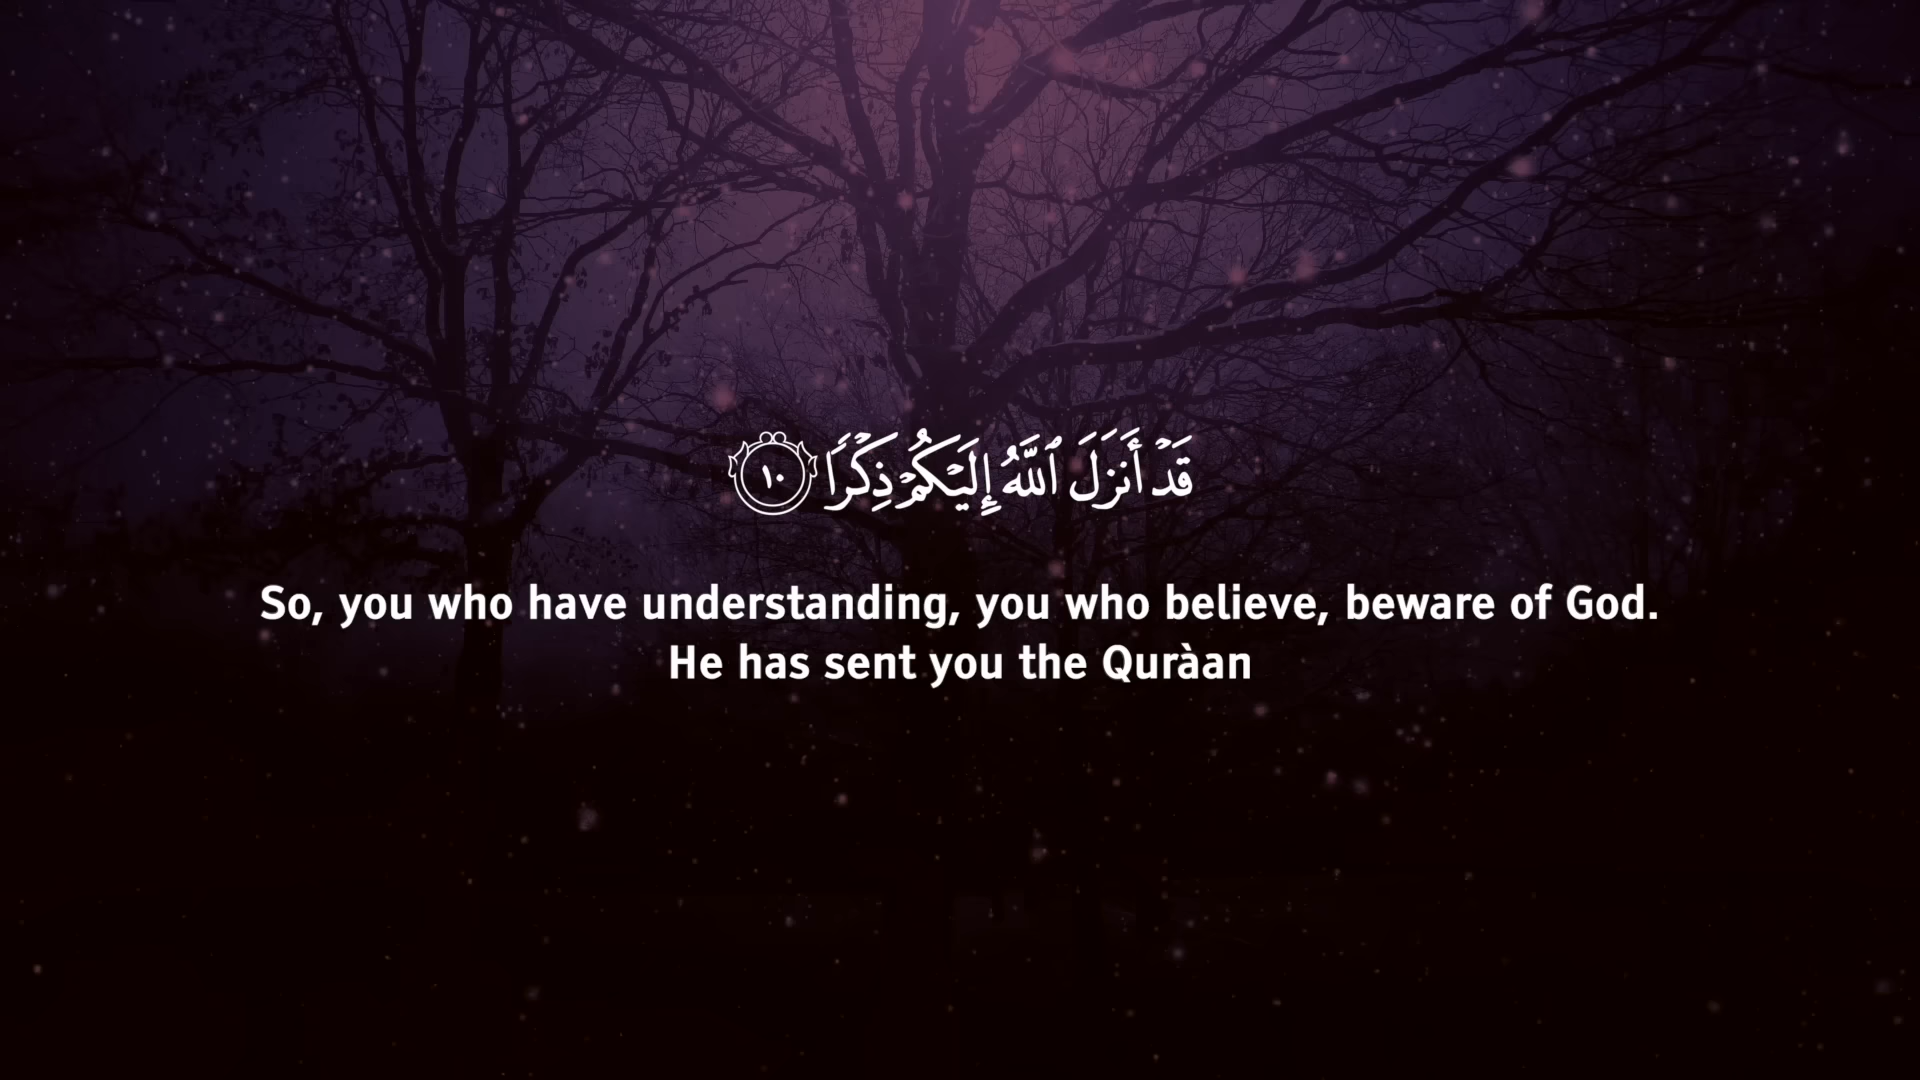 قَدْ أَنزَلَ ٱللَّهُ إِلَيْكُمْ ذِكْرًا ١٠
So, you who have understanding, you who believe, beware of God.
He has sent you the Quràan